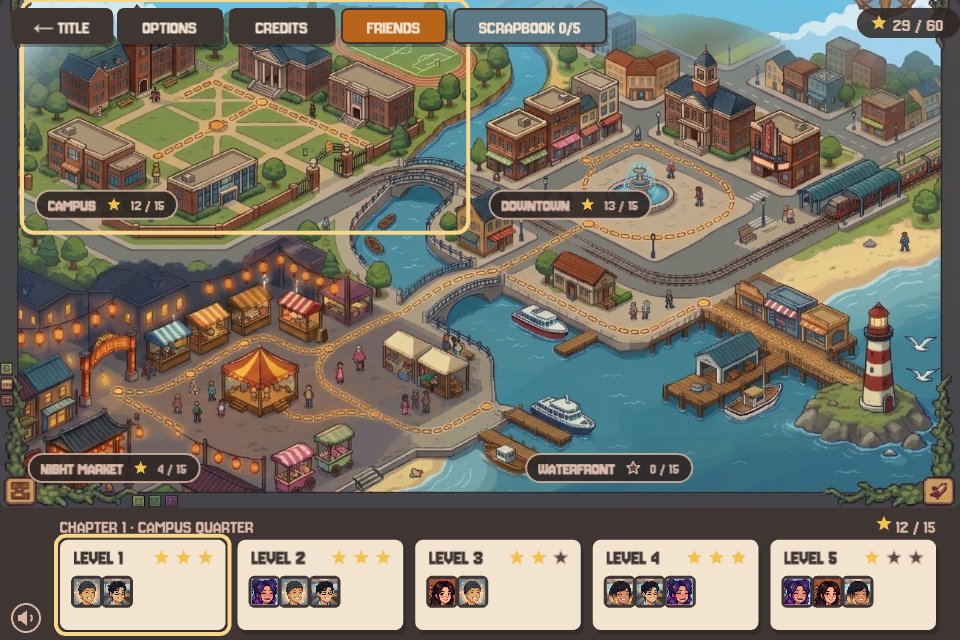 ← TITLE
OPTIONS
CREDITS
FRIENDS
SCRAPBOOK 0/5
29 / 60
CAMPUS 12 / 15
DOWNTOWN 13 / 15
NIGHT MARKET 4 / 15
WATERFRONT 0 / 15
CHAPTER 1 · CAMPUS QUARTER
12 / 15
LEVEL 1
LEVEL 2
LEVEL 3
LEVEL 4
LEVEL 5